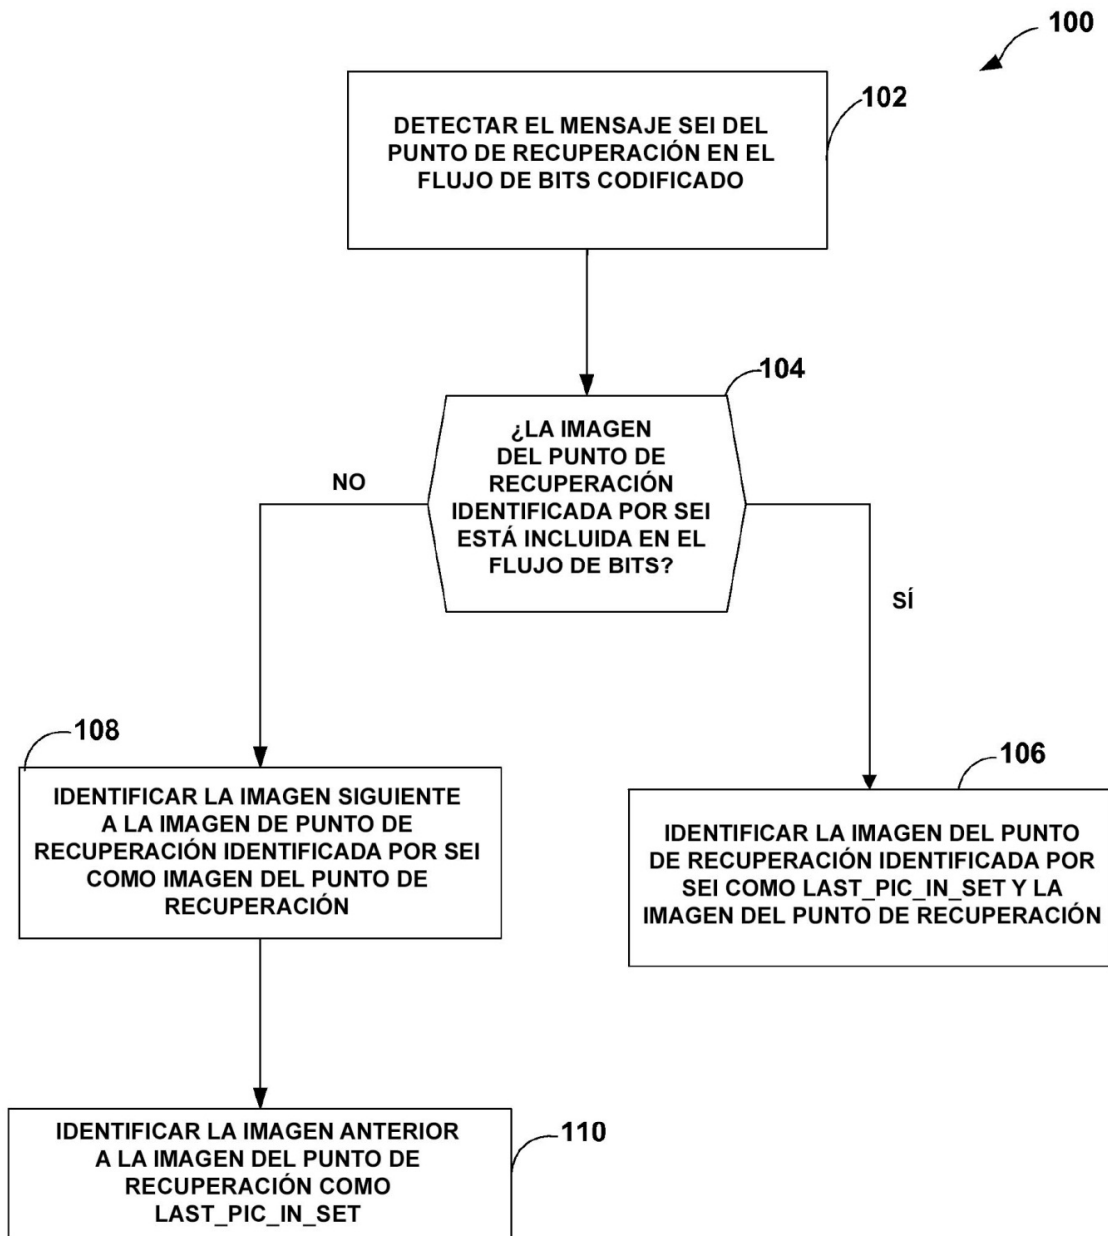 100
102
DETECTAR EL MENSAJE SEI DEL
PUNTO DE RECUPERACIÓN EN EL
FLUJO DE BITS CODIFICADO
104
¿LA IMAGEN
DEL PUNTO DE
RECUPERACIÓN
IDENTIFICADA POR SEI
ESTÁ INCLUIDA EN EL
FLUJO DE BITS?
NO
SÍ
108
IDENTIFICAR LA IMAGEN SIGUIENTE
A LA IMAGEN DE PUNTO DE
RECUPERACIÓN IDENTIFICADA POR SEI
COMO IMAGEN DEL PUNTO DE
RECUPERACIÓN
106
IDENTIFICAR LA IMAGEN DEL PUNTO
DE RECUPERACIÓN IDENTIFICADA POR
SEI COMO LAST_PIC_IN_SET Y LA
IMAGEN DEL PUNTO DE RECUPERACIÓN
110
IDENTIFICAR LA IMAGEN ANTERIOR
A LA IMAGEN DEL PUNTO DE
RECUPERACIÓN COMO
LAST_PIC_IN_SET